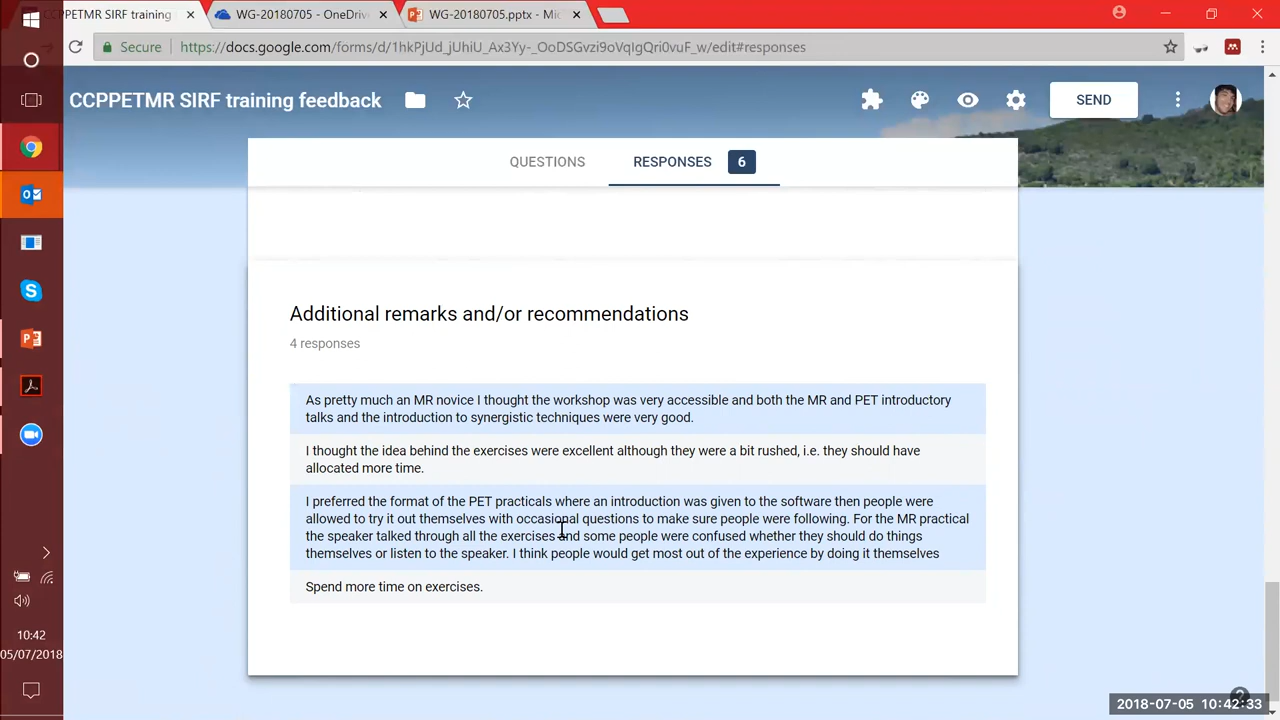 CCPPETMR SIRF training
WG-20180705 - OneDriv
WG-20180705.pptx - Mic
Secure
https://docs.google.com/forms/d/1hkPjUd_jUhiU_Ax3Yy-_OoDSGvzi9oVqIgQri0vuF_w/edit#responses
CCPPETMR SIRF training feedback
SEND
QUESTIONS
RESPONSES 6
Additional remarks and/or recommendations
4 responses
As pretty much an MR novice I thought the workshop was very accessible and both the MR and PET introductory
talks and the introduction to synergistic techniques were very good.
I thought the idea behind the exercises were excellent although they were a bit rushed, i.e. they should have
allocated more time.
I preferred the format of the PET practicals where an introduction was given to the software then people were
allowed to try it out themselves with occasional questions to make sure people were following. For the MR practical
the speaker talked through all the exercises and some people were confused whether they should do things
themselves or listen to the speaker. I think people would get most out of the experience by doing it themselves
Spend more time on exercises.
10:42
05/07/2018
2018-07-05 10:42:33